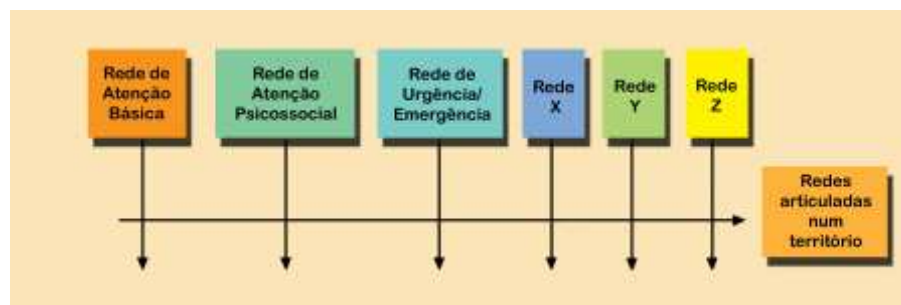 Rede de
Atenção
Básica
Rede de
Atenção
Psicossocial
Rede de
Urgência/
Emergência
Rede
X
Rede
Y
Rede
Z
Redes
articuladas
num
território